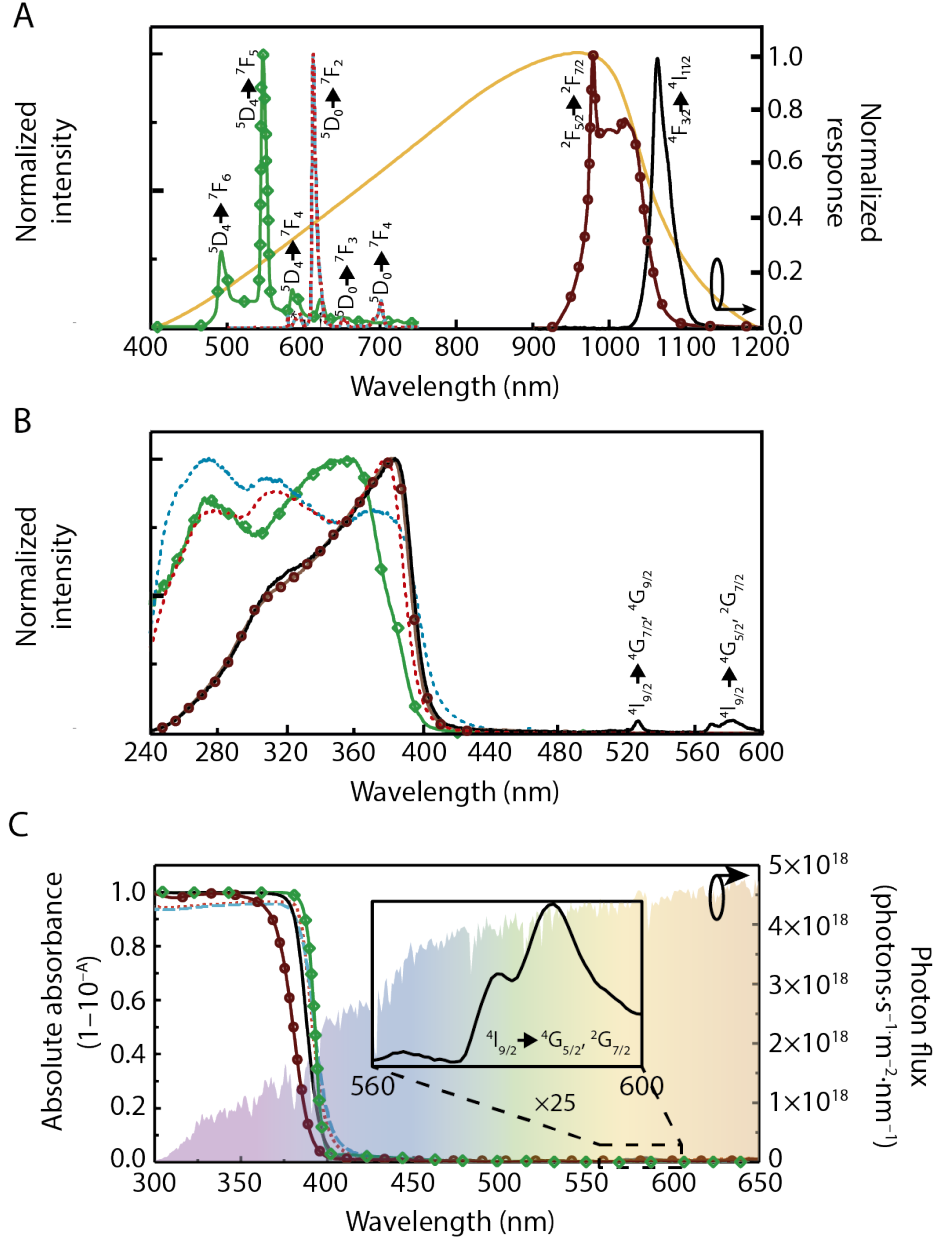 A
Normalized intensity
Normalized response
⁵D₄→⁷F₆
⁵D₄→⁷F₅
⁵D₄→⁷F₄
⁵D₀→⁷F₂
⁵D₀→⁷F₃
⁵D₀→⁷F₄
²F₅/₂→²F₇/₂
⁴F₃/₂→⁴I₁₁/₂
1.0
0.8
0.6
0.4
0.2
0.0
400 500 600 700 900 1000 1100 1200
Wavelength (nm)
B
Normalized intensity
⁴I₉/₂→⁴G₇/₂, ⁴G₉/₂
⁴I₉/₂→⁴G₅/₂, ²G₇/₂
240 280 320 360 400 440 480 520 560 600
Wavelength (nm)
C
Absolute absorbance
(1–10⁻ᴬ)
1.0
0.8
0.6
0.4
0.2
0.0
⁴I₉/₂→⁴G₅/₂, ²G₇/₂
560 600
×25
5×10¹⁸
4×10¹⁸
3×10¹⁸
2×10¹⁸
1×10¹⁸
0
Photon flux
(photons·s⁻¹·m⁻²·nm⁻¹)
300 350 400 450 500 550 600 650
Wavelength (nm)